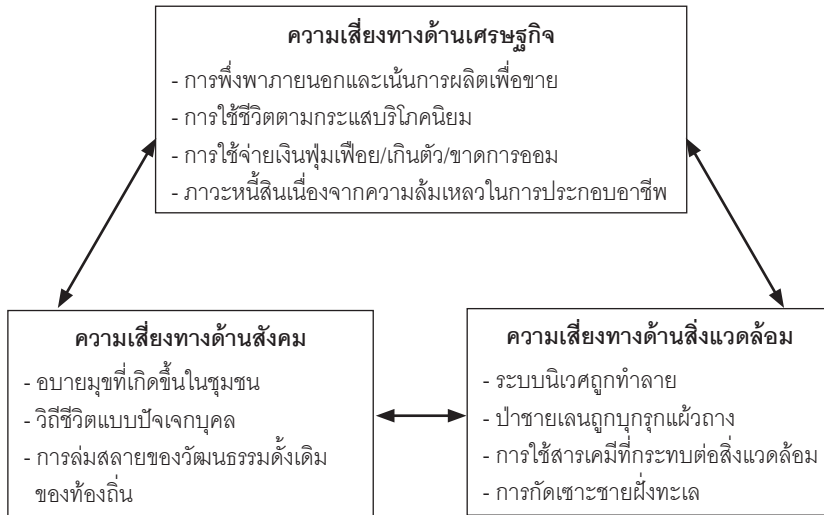 ความเสี่ยงทางด้านเศรษฐกิจ
- การพึ่งพาภายนอกและเน้นการผลิตเพื่อขาย
- การใช้ชีวิตตามกระแสบริโภคนิยม
- การใช้จ่ายเงินฟุ่มเฟือย/เกินตัว/ขาดการออม
- ภาวะหนี้สินเนื่องจากความล้มเหลวในการประกอบอาชีพ
ความเสี่ยงทางด้านสังคม
- อบายมุขที่เกิดขึ้นในชุมชน
- วิถีชีวิตแบบปัจเจกบุคคล
- การล่มสลายของวัฒนธรรมดั้งเดิม
ของท้องถิ่น
ความเสี่ยงทางด้านสิ่งแวดล้อม
- ระบบนิเวศถูกทำลาย
- ป่าชายเลนถูกบุกรุกแผ้วถาง
- การใช้สารเคมีที่กระทบต่อสิ่งแวดล้อม
- การกัดเซาะชายฝั่งทะเล